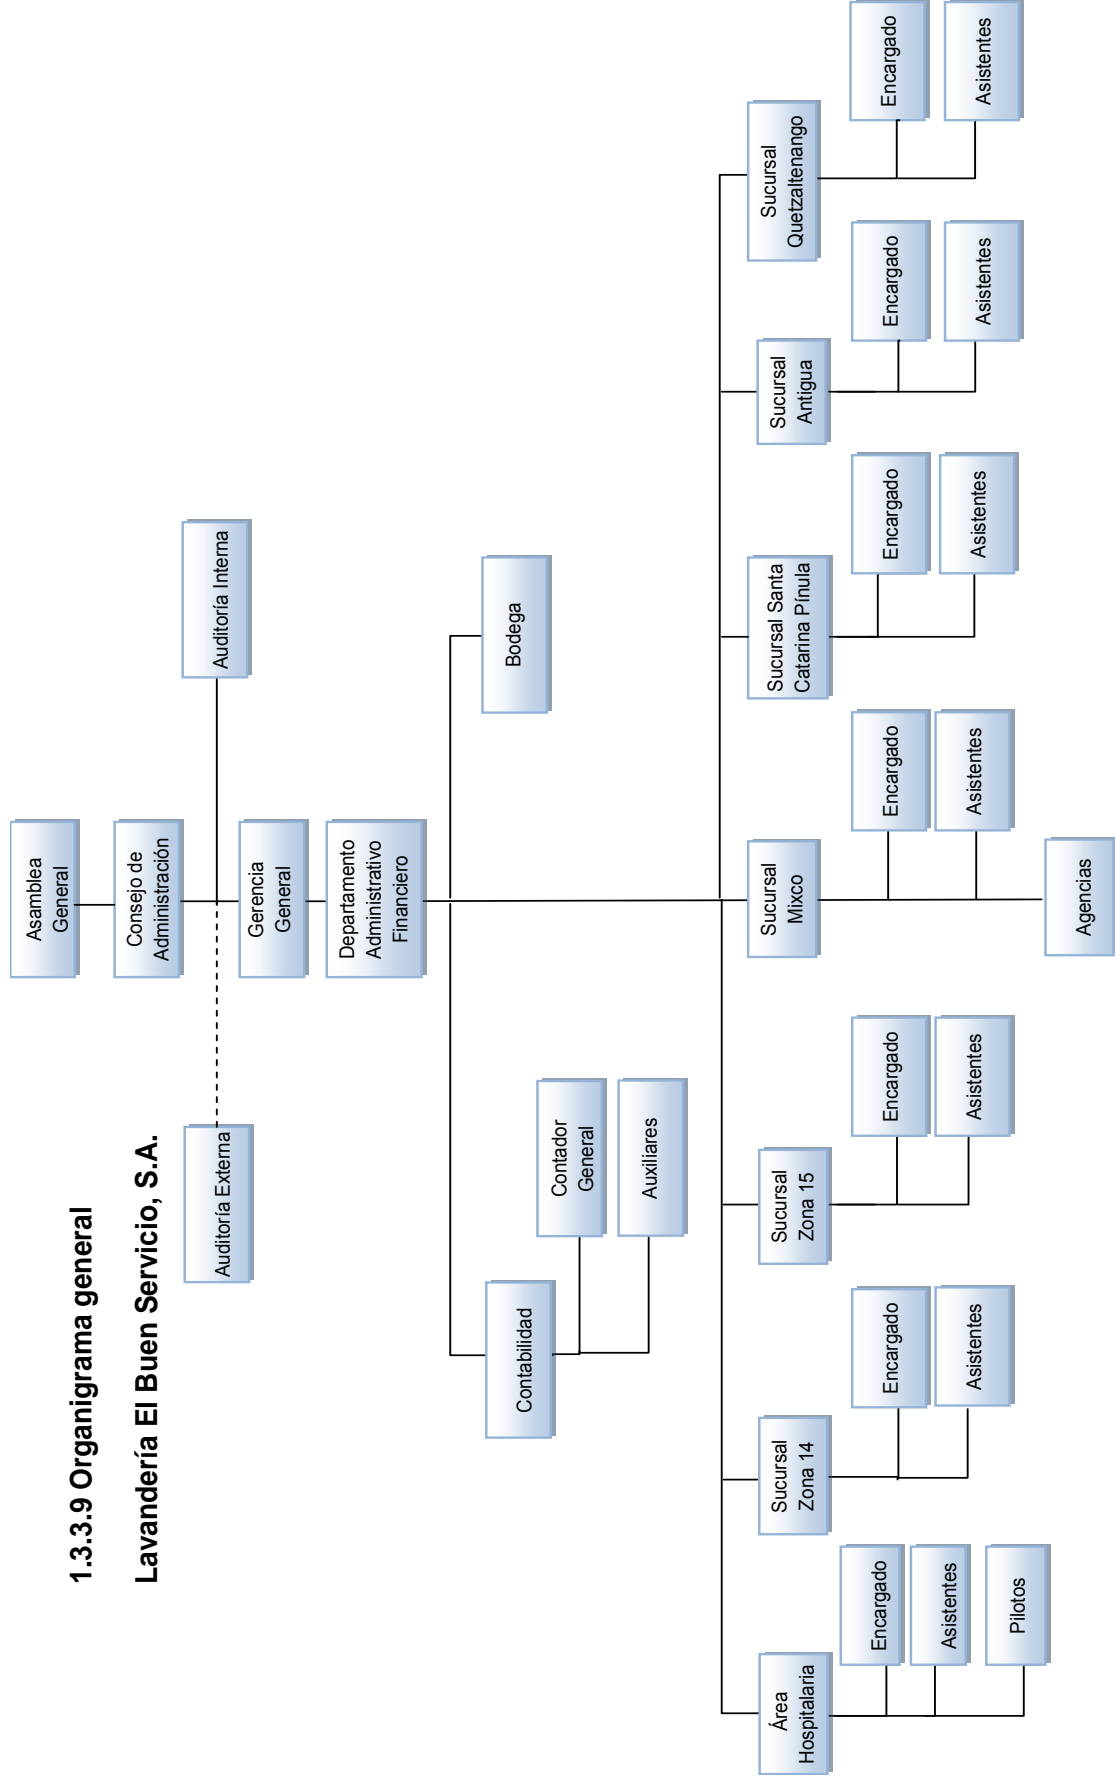 1.3.3.9 Organigrama general
Lavandería El Buen Servicio, S.A.
Asamblea
General
Consejo de
Administración
Auditoría Externa
Auditoría Interna
Gerencia
General
Departamento
Administrativo
Financiero
Contabilidad
Contador
General
Auxiliares
Bodega
Área
Hospitalaria
Encargado
Asistentes
Pilotos
Sucursal
Zona 14
Encargado
Asistentes
Sucursal
Zona 15
Encargado
Asistentes
Sucursal
Mixco
Encargado
Asistentes
Agencias
Sucursal Santa
Catarina Pínula
Encargado
Asistentes
Sucursal
Antigua
Encargado
Asistentes
Sucursal
Quetzaltenango
Encargado
Asistentes